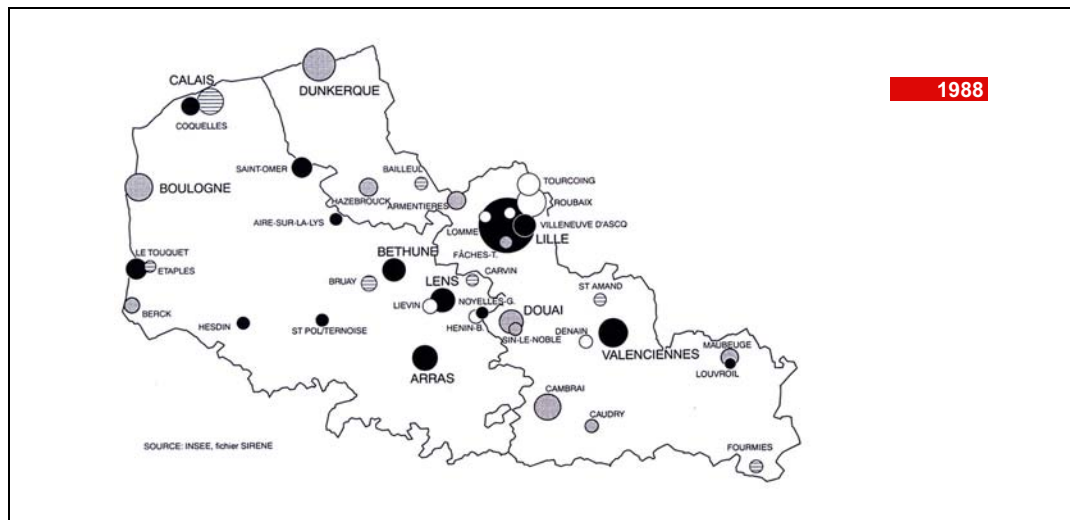 1988
CALAIS
DUNKERQUE
COQUELLES
SAINT-OMER
BAILLEUL
TOURCOING
BOULOGNE
HAZEBROUCK
ARMENTIERES
ROUBAIX
AIRE-SUR-LA-LYS
LOMME
VILLENEUVE D'ASCQ
LILLE
LE TOUQUET
BETHUNE
FÂCHES-T.
ETAPLES
CARVIN
BRUAY
LENS
ST AMAND
LIEVIN
NOYELLES-G.
BERCK
HESDIN
ST POL/TERNOISE
HENIN-B.
DOUAI
SIN-LE-NOBLE
DENAIN
MAUBEUGE
VALENCIENNES
LOUVROIL
ARRAS
CAMBRAI
CAUDRY
SOURCE: INSEE, fichier SIRENE
FOURMIES